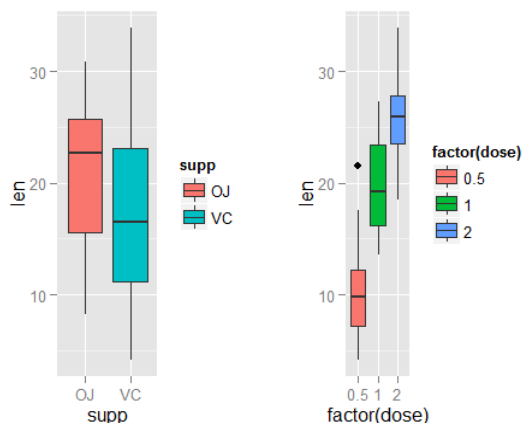 len
30
20
10
OJ VC
supp
supp
OJ
VC
len
30
20
10
0.5 1 2
factor(dose)
factor(dose)
0.5
1
2